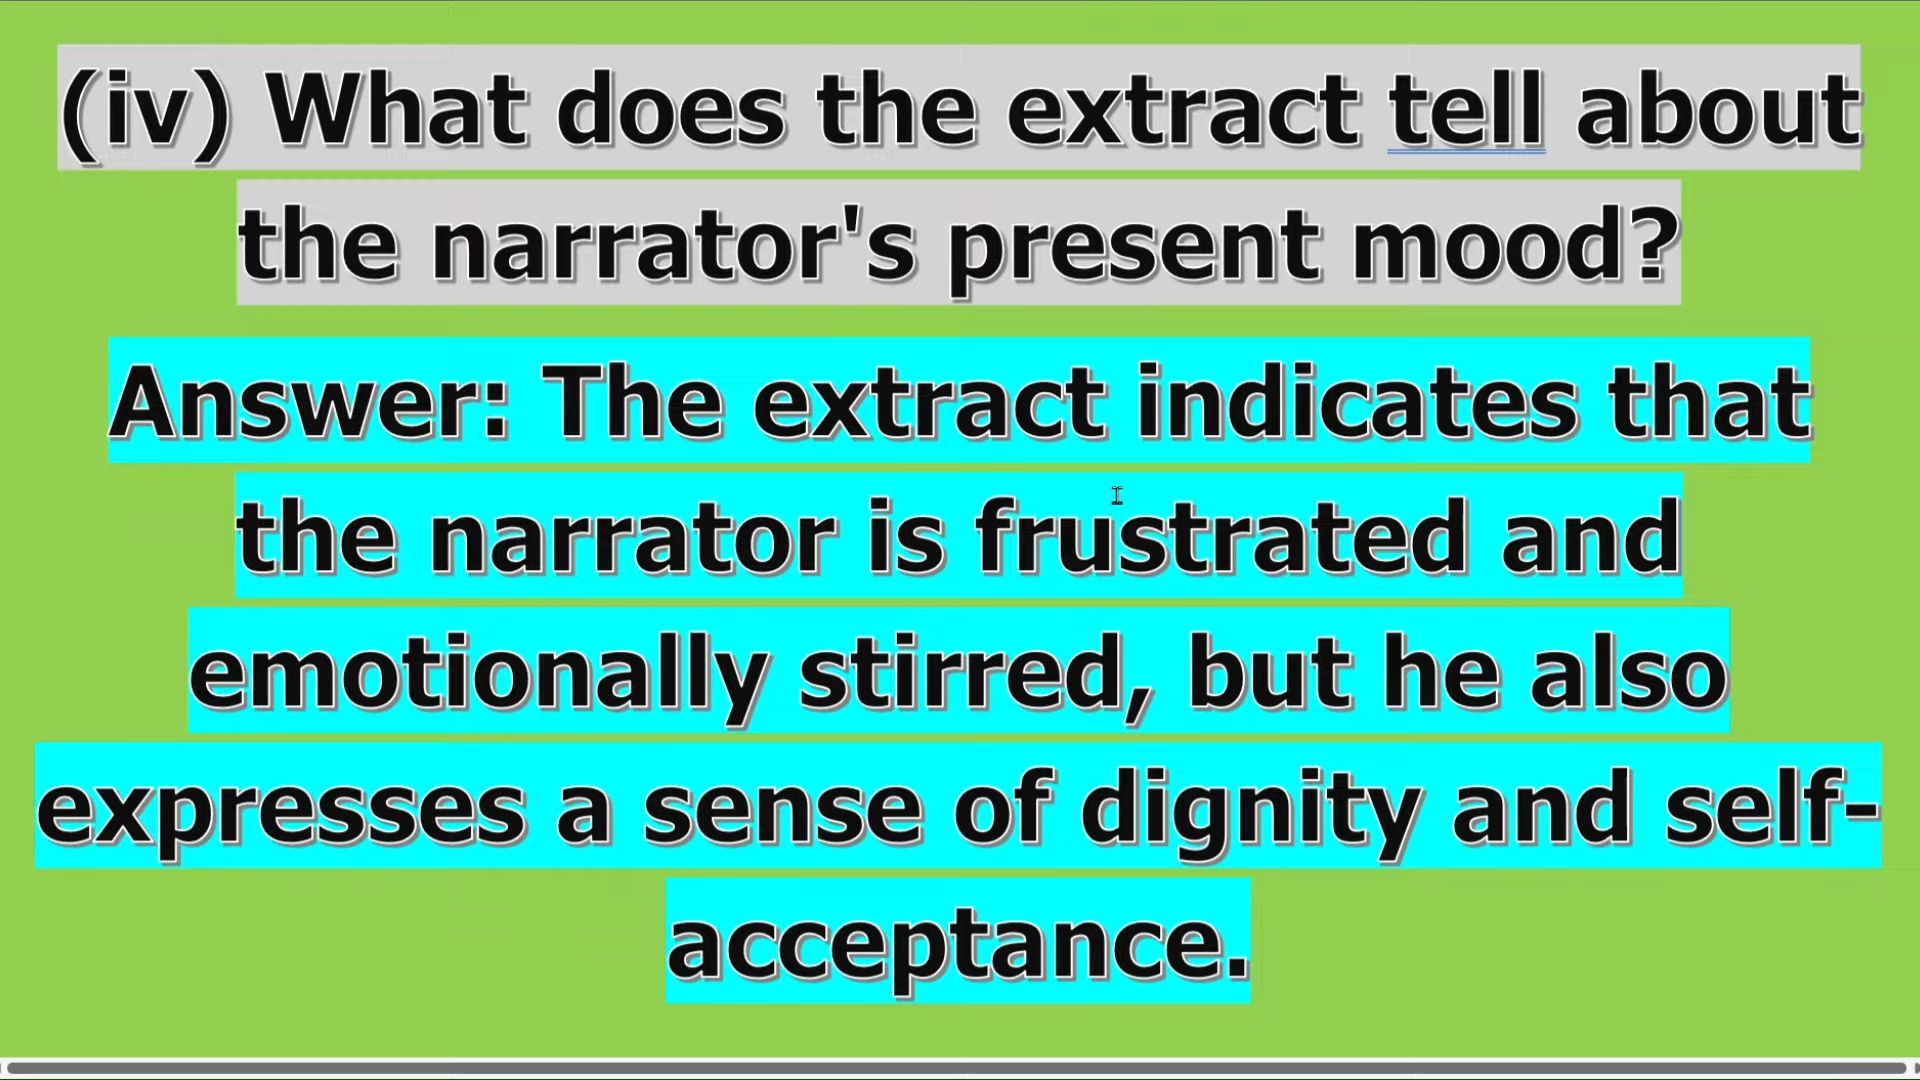 (iv) What does the extract tell about
the narrator's present mood?
Answer: The extract indicates that
the narrator is frustrated and
emotionally stirred, but he also
expresses a sense of dignity and self-
acceptance.